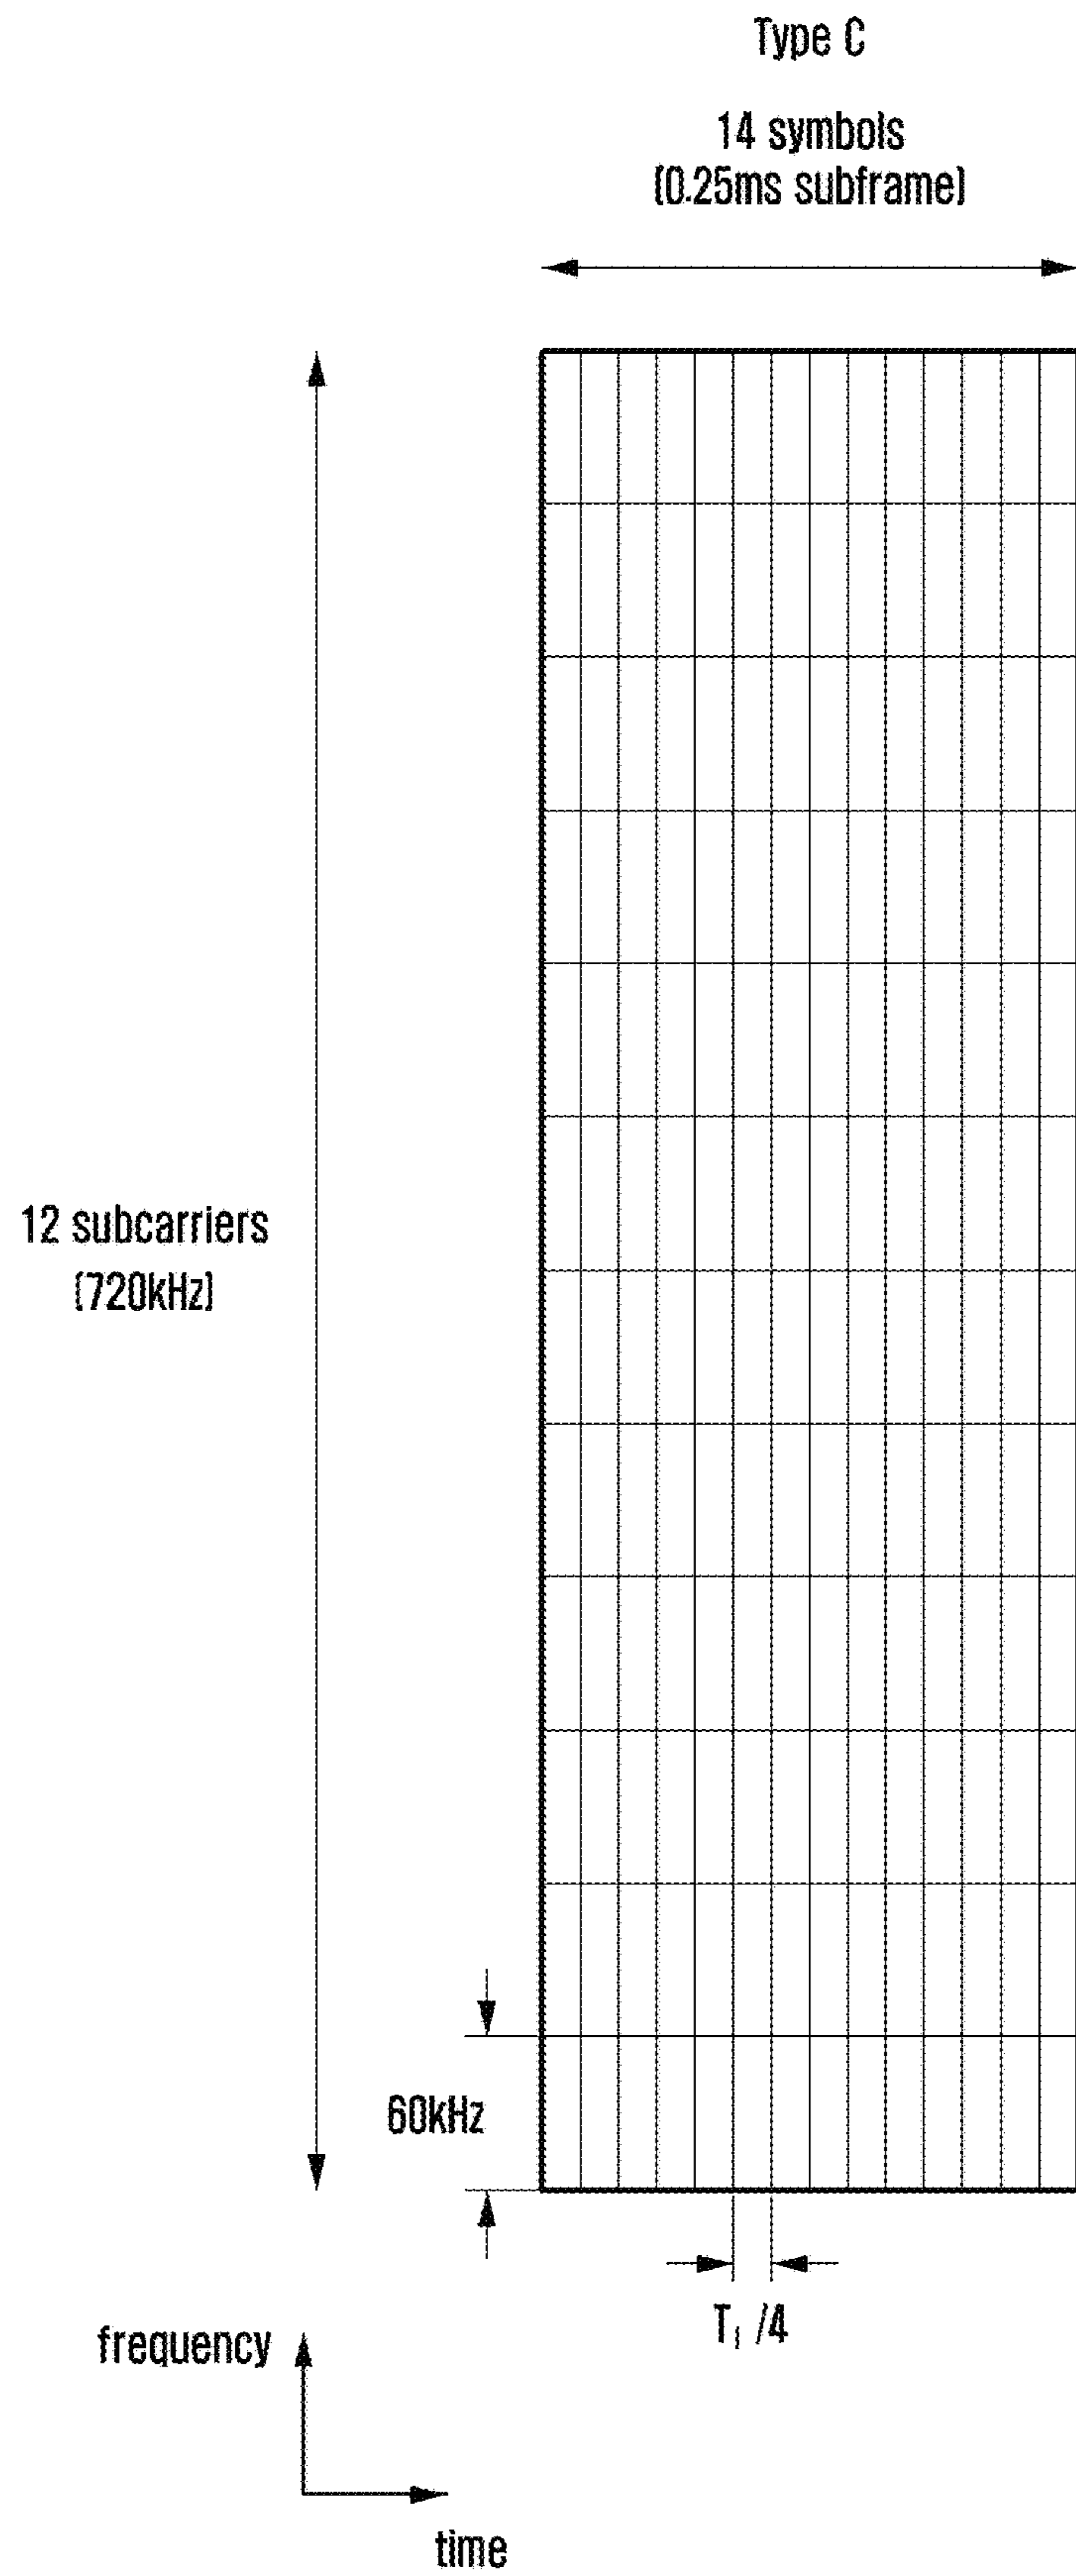 Type C
14 symbols
(0.25ms subframe)
12 subcarriers
(720kHz)
60kHz
T₁ /4
frequency
time